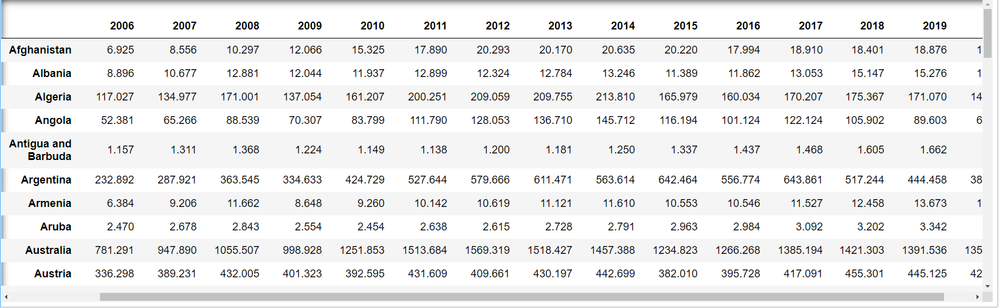 2006 2007 2008 2009 2010 2011 2012 2013 2014 2015 2016 2017 2018 2019
Afghanistan 6.925 8.556 10.297 12.066 15.325 17.890 20.293 20.170 20.635 20.220 17.994 18.910 18.401 18.876 1
Albania 8.896 10.677 12.881 12.044 11.937 12.899 12.324 12.784 13.246 11.389 11.862 13.053 15.147 15.276 1
Algeria 117.027 134.977 171.001 137.054 161.207 200.251 209.059 209.755 213.810 165.979 160.034 170.207 175.367 171.070 14
Angola 52.381 65.266 88.539 70.307 83.799 111.790 128.053 136.710 145.712 116.194 101.124 122.124 105.902 89.603 6
Antigua and
Barbuda 1.157 1.311 1.368 1.224 1.149 1.138 1.200 1.181 1.250 1.337 1.437 1.468 1.605 1.662
Argentina 232.892 287.921 363.545 334.633 424.729 527.644 579.666 611.471 563.614 642.464 556.774 643.861 517.244 444.458 38
Armenia 6.384 9.206 11.662 8.648 9.260 10.142 10.619 11.121 11.610 10.553 10.546 11.527 12.458 13.673 1
Aruba 2.470 2.678 2.843 2.554 2.454 2.638 2.615 2.728 2.791 2.963 2.984 3.092 3.202 3.342
Australia 781.291 947.890 1055.507 998.928 1251.853 1513.684 1569.319 1518.427 1457.388 1234.823 1266.268 1385.194 1421.303 1391.536 135
Austria 336.298 389.231 432.005 401.323 392.595 431.609 409.661 430.197 442.699 382.010 395.728 417.091 455.301 445.125 42